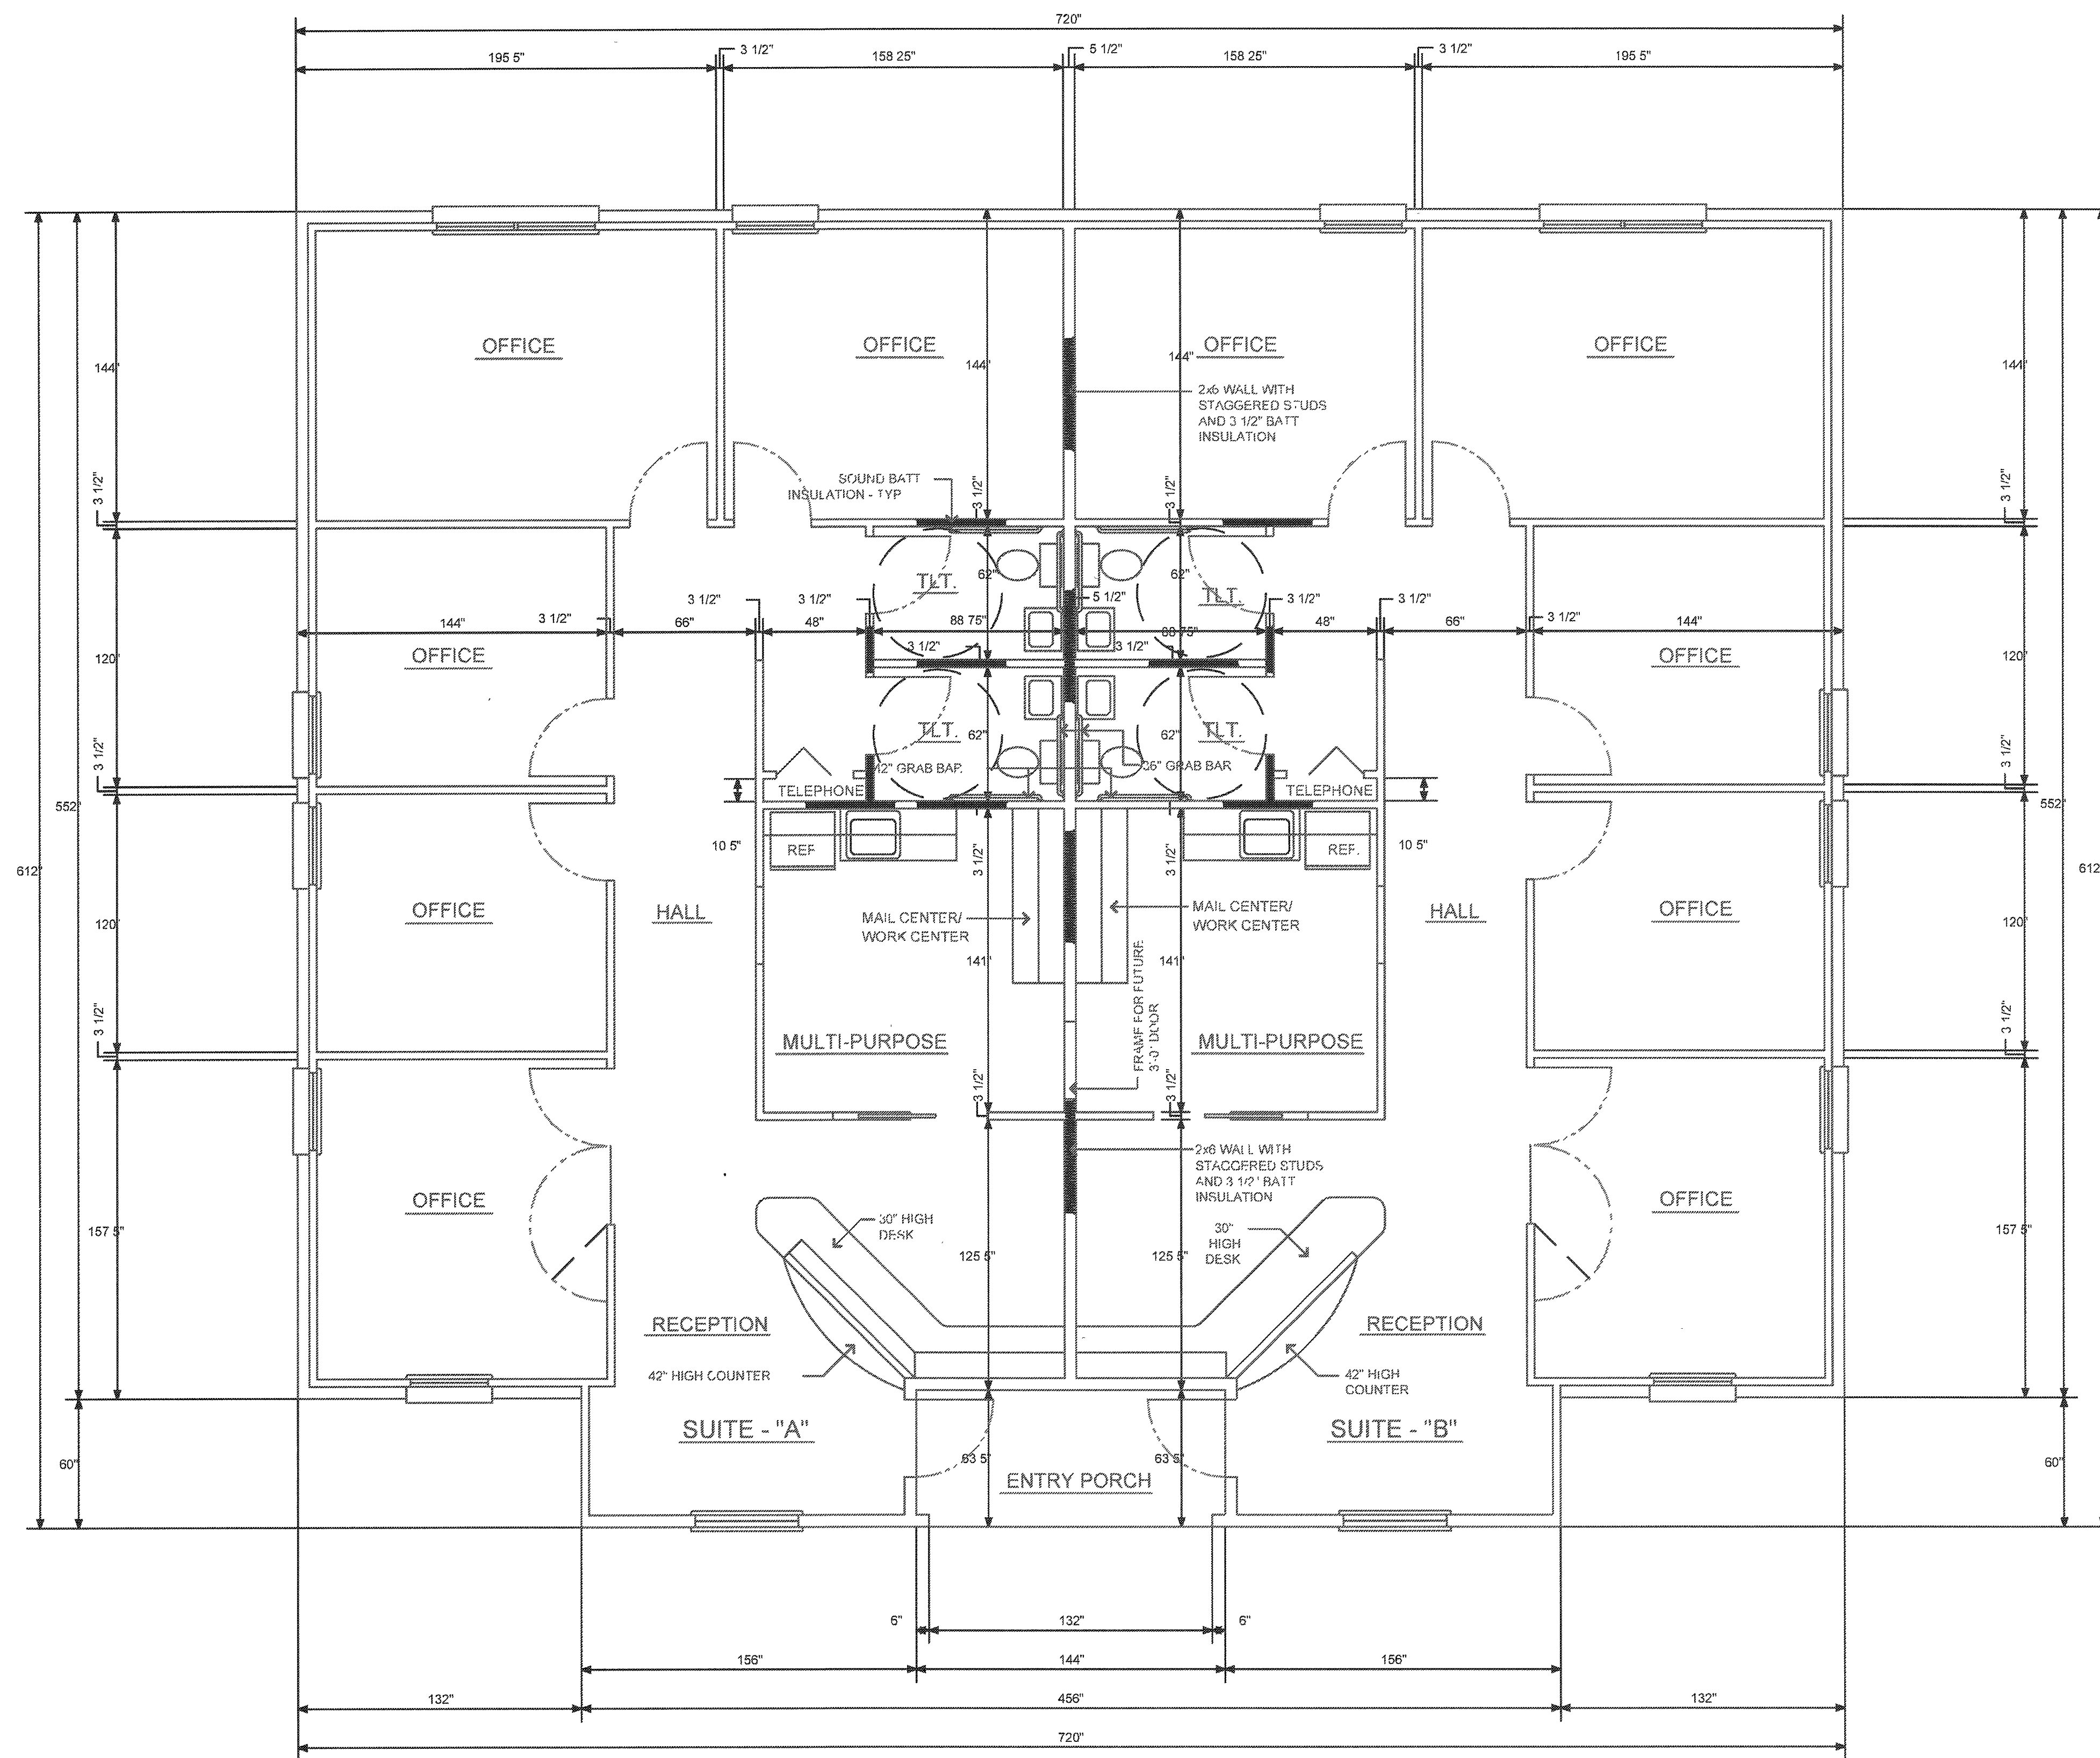 720"
195 5"
3 1/2"
158 25"
5 1/2"
158 25"
3 1/2"
195 5"
OFFICE
OFFICE
OFFICE
OFFICE
144"
144"
144"
144"
2x6 WALL WITH
STAGGERED STUDS
AND 3 1/2" BATT
INSULATION
SOUND BATT
INSULATION - TYP
3 1/2"
3 1/2"
3 1/2"
3 1/2"
TLT.
62"
62"
TLT.
3 1/2"
3 1/2"
5 1/2"
3 1/2"
3 1/2"
144"
3 1/2"
66"
48"
88 75"
88 75"
48"
66"
3 1/2"
144"
3 1/2"
3 1/2"
120"
OFFICE
OFFICE
120"
TLT.
62"
62"
TLT.
3 1/2"
3 1/2"
42" GRAB BAR
36" GRAB BAR
TELEPHONE
TELEPHONE
552"
552"
10 5"
REF
REF.
10 5"
3 1/2"
3 1/2"
612"
612"
OFFICE
HALL
MAIL CENTER/
WORK CENTER
MAIL CENTER/
WORK CENTER
HALL
OFFICE
120"
120"
141"
141"
FRAME FOR FUTURE
3'-0" DOOR
3 1/2"
3 1/2"
MULTI-PURPOSE
MULTI-PURPOSE
3 1/2"
3 1/2"
2x6 WALL WITH
STAGGERED STUDS
AND 3 1/2" BATT
INSULATION
OFFICE
OFFICE
157 5"
157 5"
30" HIGH
DESK
30"
HIGH
DESK
125 5"
125 5"
RECEPTION
RECEPTION
42" HIGH COUNTER
42" HIGH
COUNTER
SUITE - "A"
SUITE - "B"
63 5"
63 5"
60"
60"
ENTRY PORCH
6"
132"
6"
156"
144"
156"
132"
456"
132"
720"